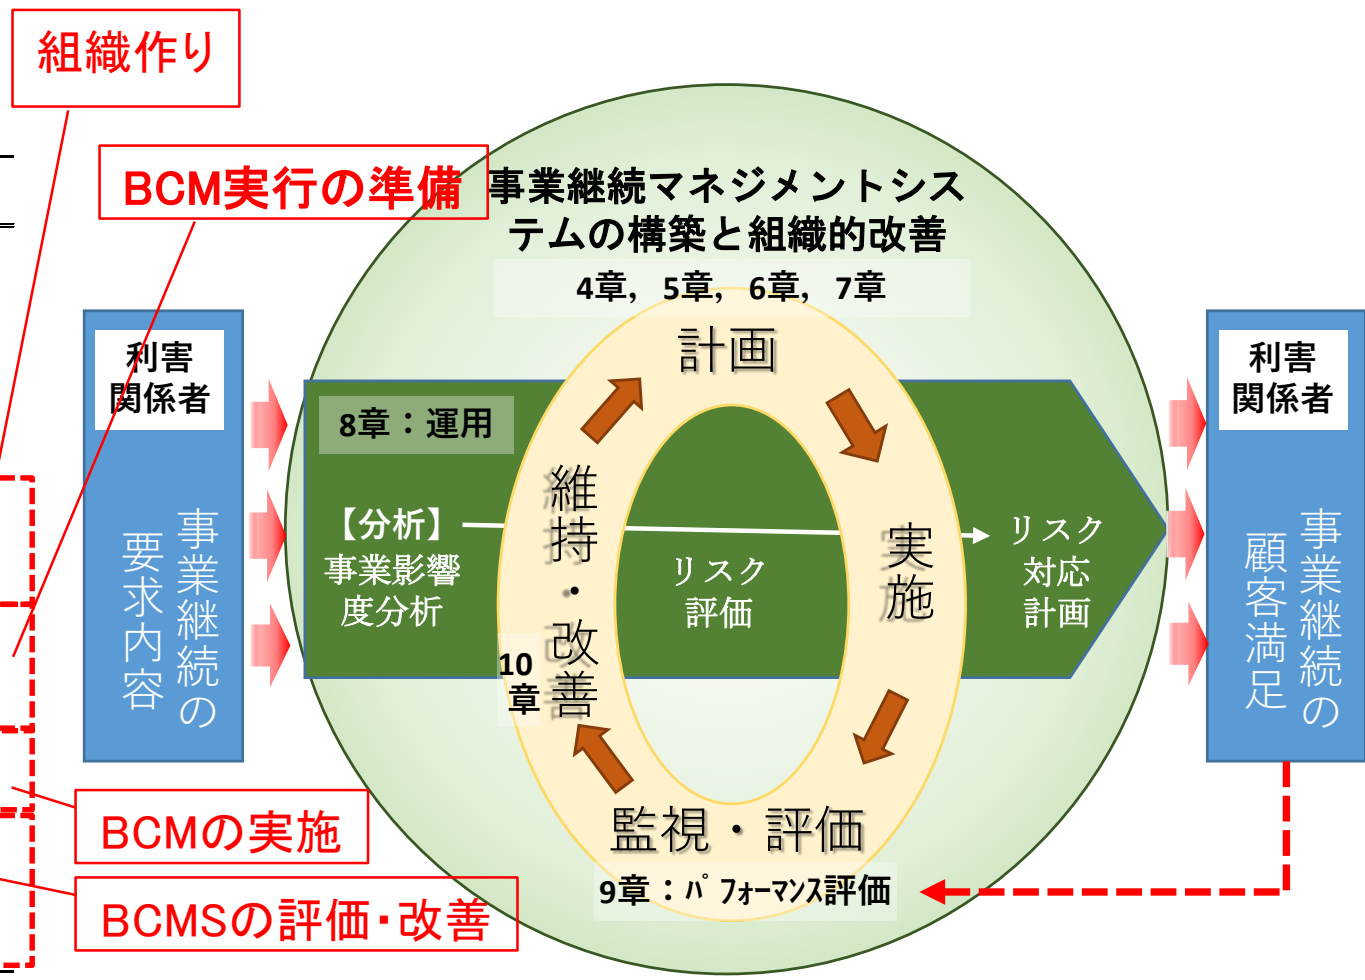 組織作り
BCM実行の準備
事業継続マネジメントシス
テムの構築と組織的改善
4章，5章，6章，7章
計画
利害
関係者
事業継続の
要求内容
8章：運用
【分析】
事業影響
度分析
維持・改善
10
章
リスク
評価
実施
リスク
対応
計画
利害
関係者
事業継続の
顧客満足
監視・評価
9章：ﾊﾟﾌｫｰﾏﾝｽ評価
BCMの実施
BCMSの評価・改善